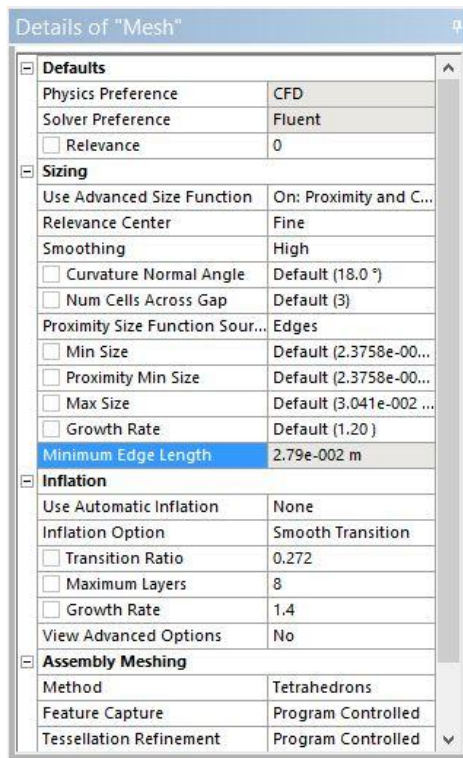 Details of "Mesh"
Defaults
Physics Preference CFD
Solver Preference Fluent
Relevance 0
Sizing
Use Advanced Size Function On: Proximity and C...
Relevance Center Fine
Smoothing High
Curvature Normal Angle Default (18.0 °)
Num Cells Across Gap Default (3)
Proximity Size Function Sour... Edges
Min Size Default (2.3758e-00...
Proximity Min Size Default (2.3758e-00...
Max Size Default (3.041e-002 ...
Growth Rate Default (1.20 )
Minimum Edge Length 2.79e-002 m
Inflation
Use Automatic Inflation None
Inflation Option Smooth Transition
Transition Ratio 0.272
Maximum Layers 8
Growth Rate 1.4
View Advanced Options No
Assembly Meshing
Method Tetrahedrons
Feature Capture Program Controlled
Tessellation Refinement Program Controlled